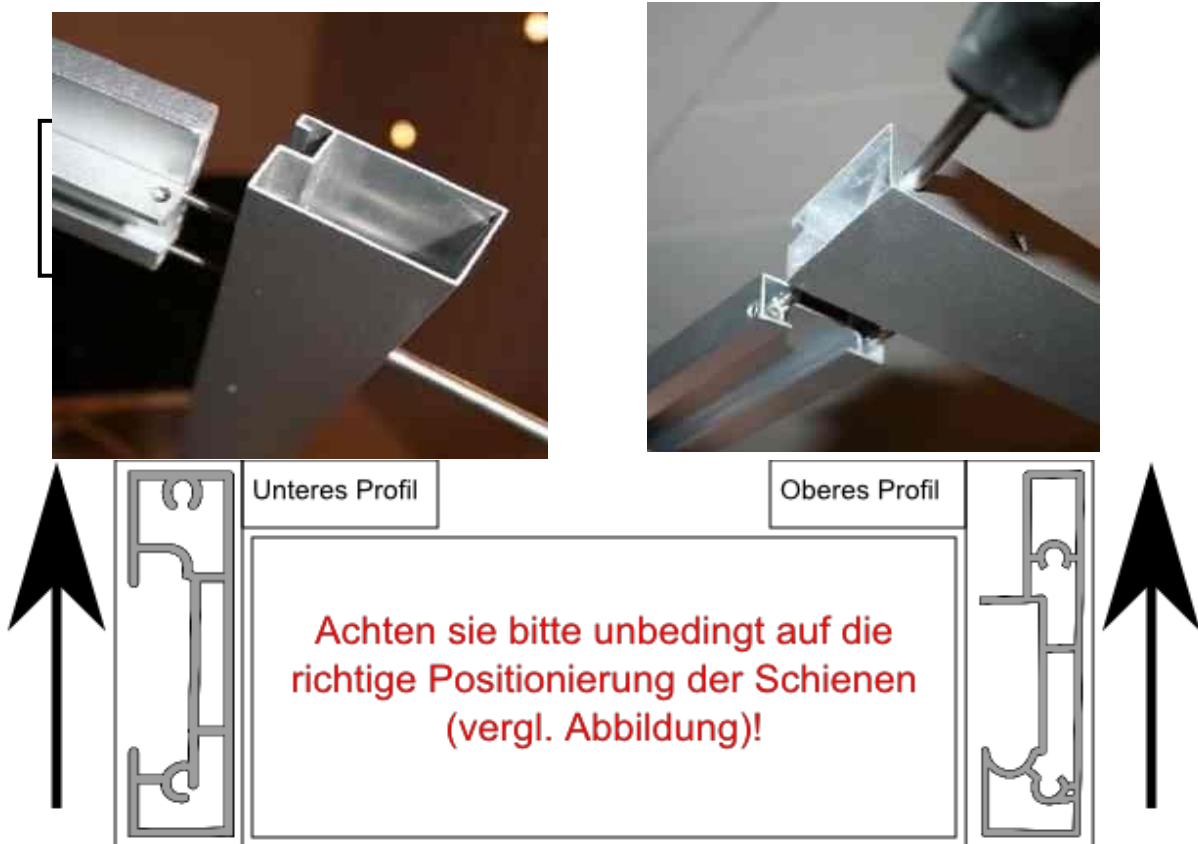 Unteres Profil
Oberes Profil
Achten sie bitte unbedingt auf die
richtige Positionierung der Schienen
(vergl. Abbildung)!